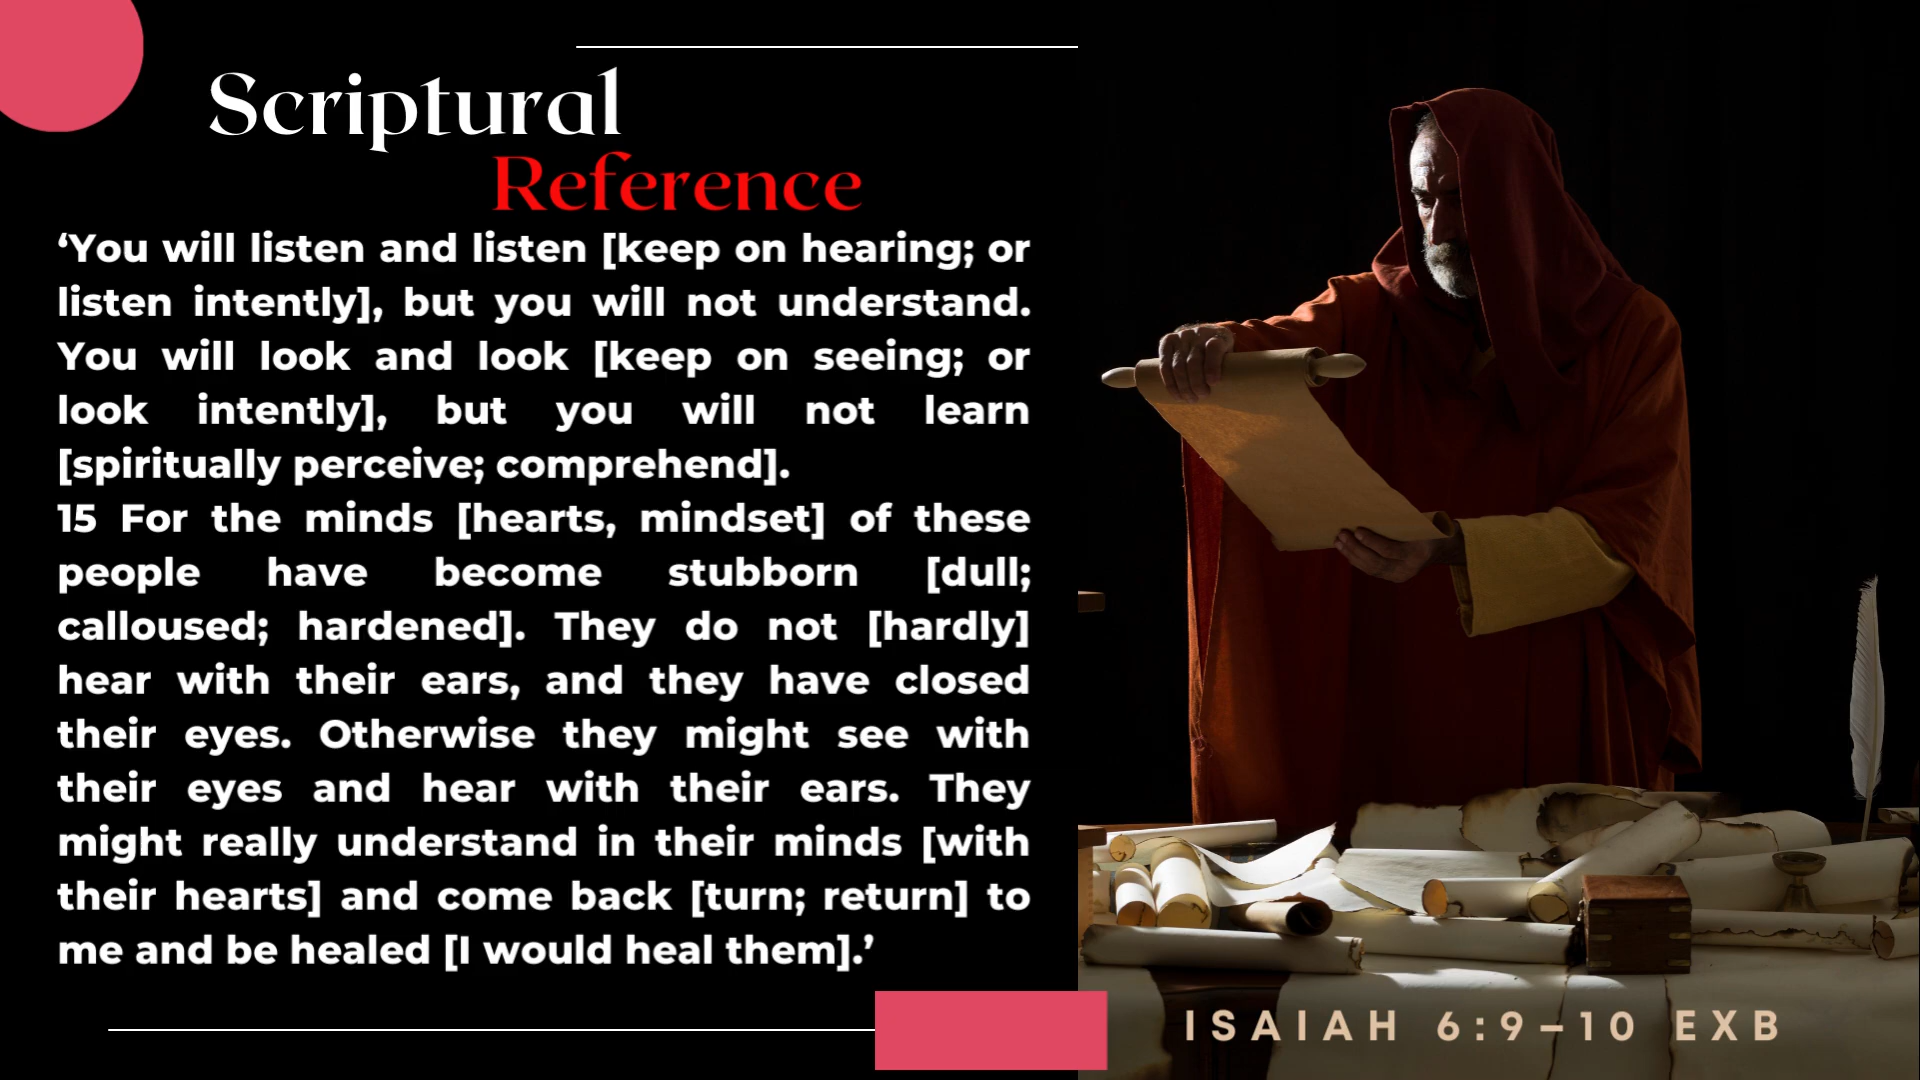 Scriptural
Reference
‘You will listen and listen [keep on hearing; or
listen intently], but you will not understand.
You will look and look [keep on seeing; or
look intently], but you will not learn
[spiritually perceive; comprehend].
15 For the minds [hearts, mindset] of these
people have become stubborn [dull;
calloused; hardened]. They do not [hardly]
hear with their ears, and they have closed
their eyes. Otherwise they might see with
their eyes and hear with their ears. They
might really understand in their minds [with
their hearts] and come back [turn; return] to
me and be healed [I would heal them].’
ISAIAH 6:9–10 EXB